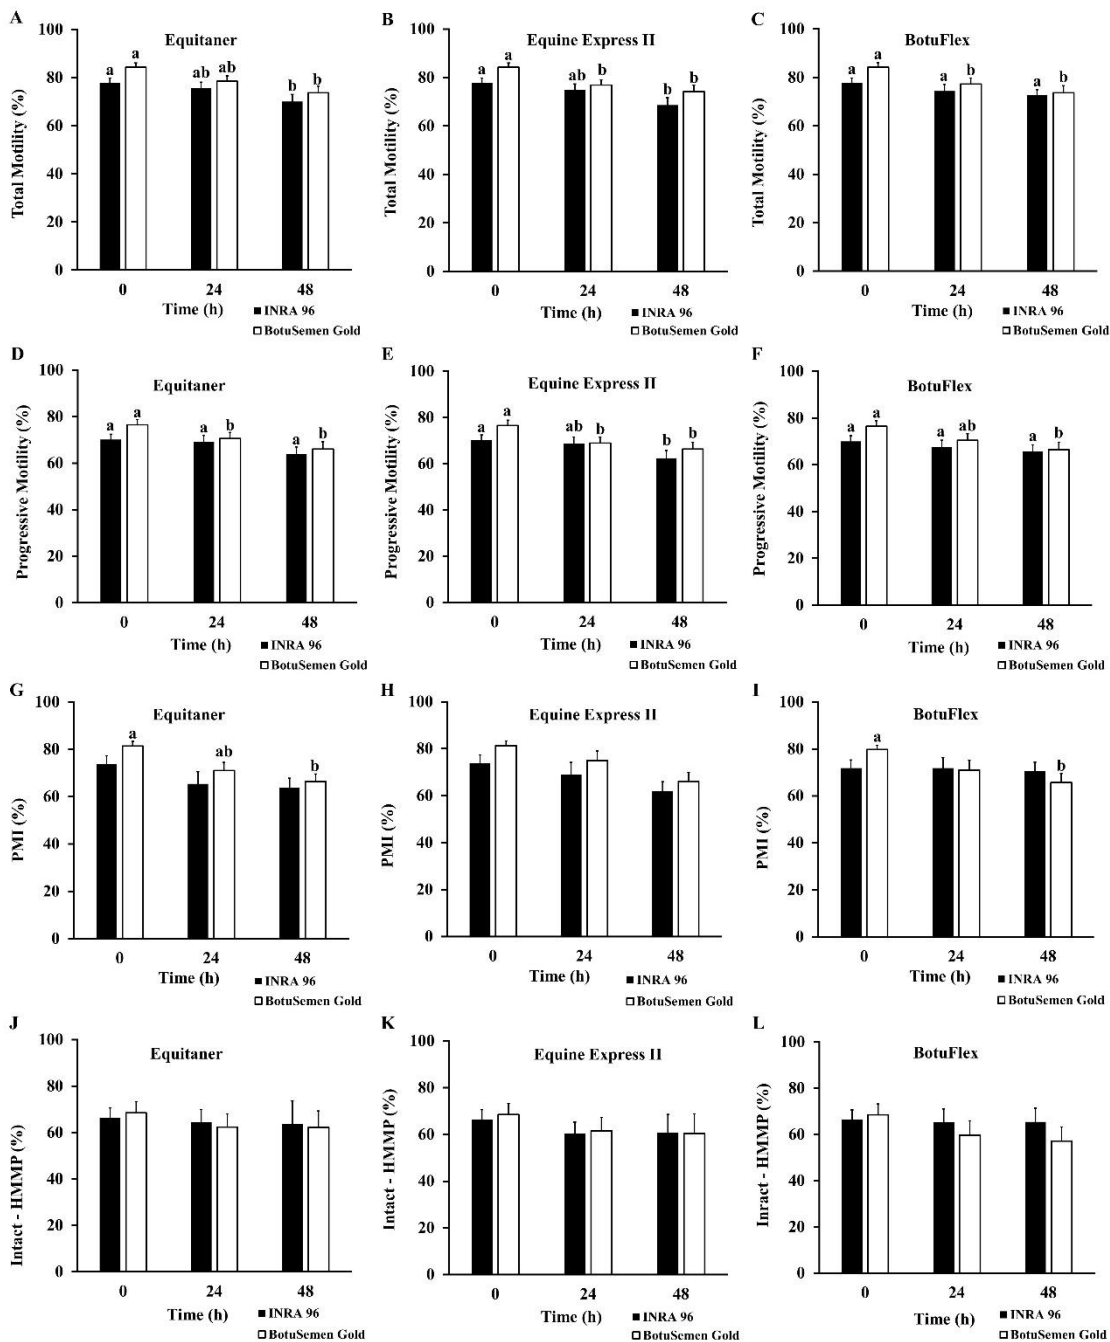 A
Equitaner
Total Motility (%)
100
80
60
40
20
0
a a ab ab b b
0 24 48
Time (h)
INRA 96
BotuSemen Gold
B
Equine Express II
Total Motility (%)
100
80
60
40
20
0
a a ab b b b
0 24 48
Time (h)
INRA 96
BotuSemen Gold
C
BotuFlex
Total Motility (%)
100
80
60
40
20
0
a a a b a b
0 24 48
Time (h)
INRA 96
BotuSemen Gold
D
Equitaner
Progressive Motility (%)
100
80
60
40
20
0
a a a b a b
0 24 48
Time (h)
INRA 96
BotuSemen Gold
E
Equine Express II
Progressive Motility (%)
100
80
60
40
20
0
a a ab b b b
0 24 48
Time (h)
INRA 96
BotuSemen Gold
F
BotuFlex
Progressive Motility (%)
100
80
60
40
20
0
a a a ab a b
0 24 48
Time (h)
INRA 96
BotuSemen Gold
G
Equitaner
PMI (%)
100
80
60
40
20
0
a ab b
0 24 48
Time (h)
INRA 96
BotuSemen Gold
H
Equine Express II
PMI (%)
100
80
60
40
20
0
0 24 48
Time (h)
INRA 96
BotuSemen Gold
I
BotuFlex
PMI (%)
100
80
60
40
20
0
a b
0 24 48
Time (h)
INRA 96
BotuSemen Gold
J
Equitaner
Intact - HMMP (%)
100
80
60
40
20
0
0 24 48
Time (h)
INRA 96
BotuSemen Gold
K
Equine Express II
Intact - HMMP (%)
100
80
60
40
20
0
0 24 48
Time (h)
INRA 96
BotuSemen Gold
L
BotuFlex
Inract - HMMP (%)
100
80
60
40
20
0
0 24 48
Time (h)
INRA 96
BotuSemen Gold